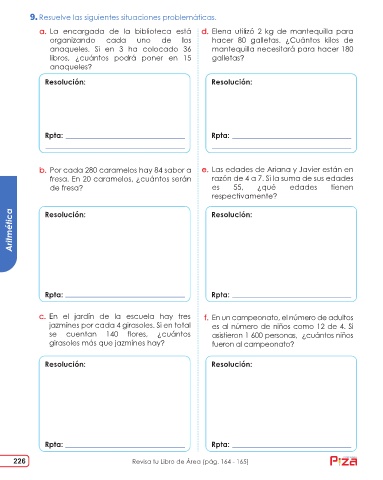 9. Resuelve las siguientes situaciones problemáticas.
a. La encargada de la biblioteca está
organizando cada uno de los
anaqueles. Si en 3 ha colocado 36
libros, ¿cuántos podrá poner en 15
anaqueles?
Resolución:
Rpta:
d. Elena utilizó 2 kg de mantequilla para
hacer 80 galletas. ¿Cuántos kilos de
mantequilla necesitará para hacer 180
galletas?
Resolución:
Rpta:
b. Por cada 280 caramelos hay 84 sabor a
fresa. En 20 caramelos, ¿cuántos serán
de fresa?
Resolución:
Rpta:
e. Las edades de Ariana y Javier están en
razón de 4 a 7. Si la suma de sus edades
es 55, ¿qué edades tienen
respectivamente?
Resolución:
Rpta:
c. En el jardín de la escuela hay tres
jazmines por cada 4 girasoles. Si en total
se cuentan 140 flores, ¿cuántos
girasoles más que jazmines hay?
Resolución:
Rpta:
f. En un campeonato, el número de adultos
es al número de niños como 12 de 4. Si
asistieron 1 600 personas, ¿cuántos niños
fueron al campeonato?
Resolución:
Rpta:
Aritmética
226
Revisa tu Libro de Área (pág. 164 - 165)